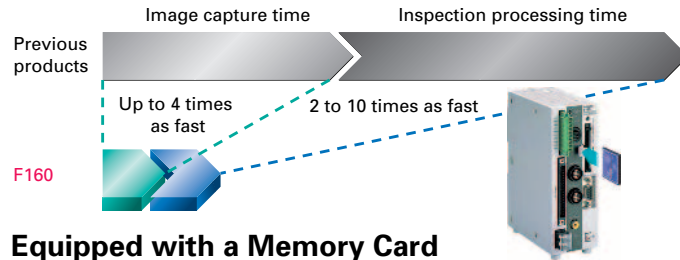 Image capture time
Inspection processing time
Previous
products
Up to 4 times
as fast
2 to 10 times as fast
F160
Equipped with a Memory Card